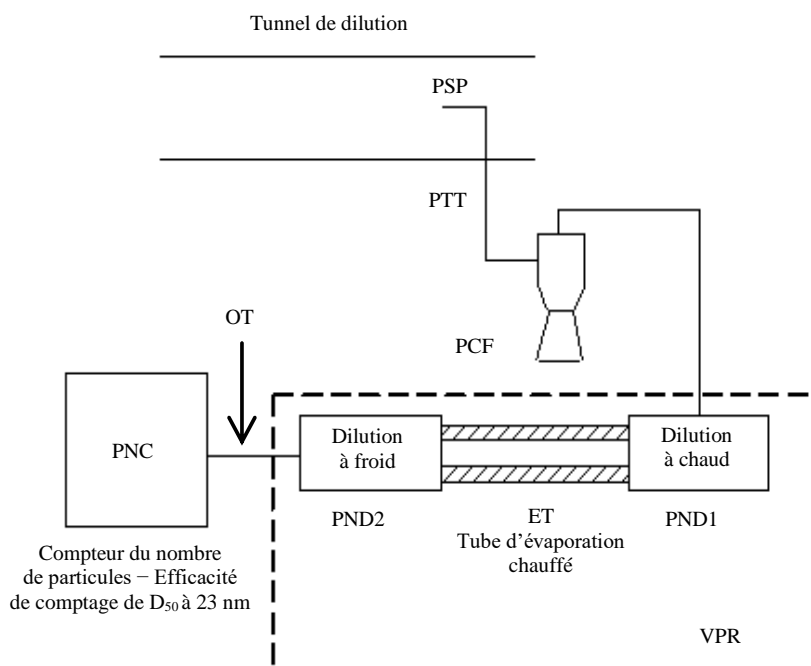 Tunnel de dilution
PSP
PTT
OT
PCF
PNC
Dilution
à froid
Dilution
à chaud
PND2
ET
Tube d’évaporation
chauffé
PND1
Compteur du nombre
de particules − Efficacité
de comptage de D₅₀ à 23 nm
VPR